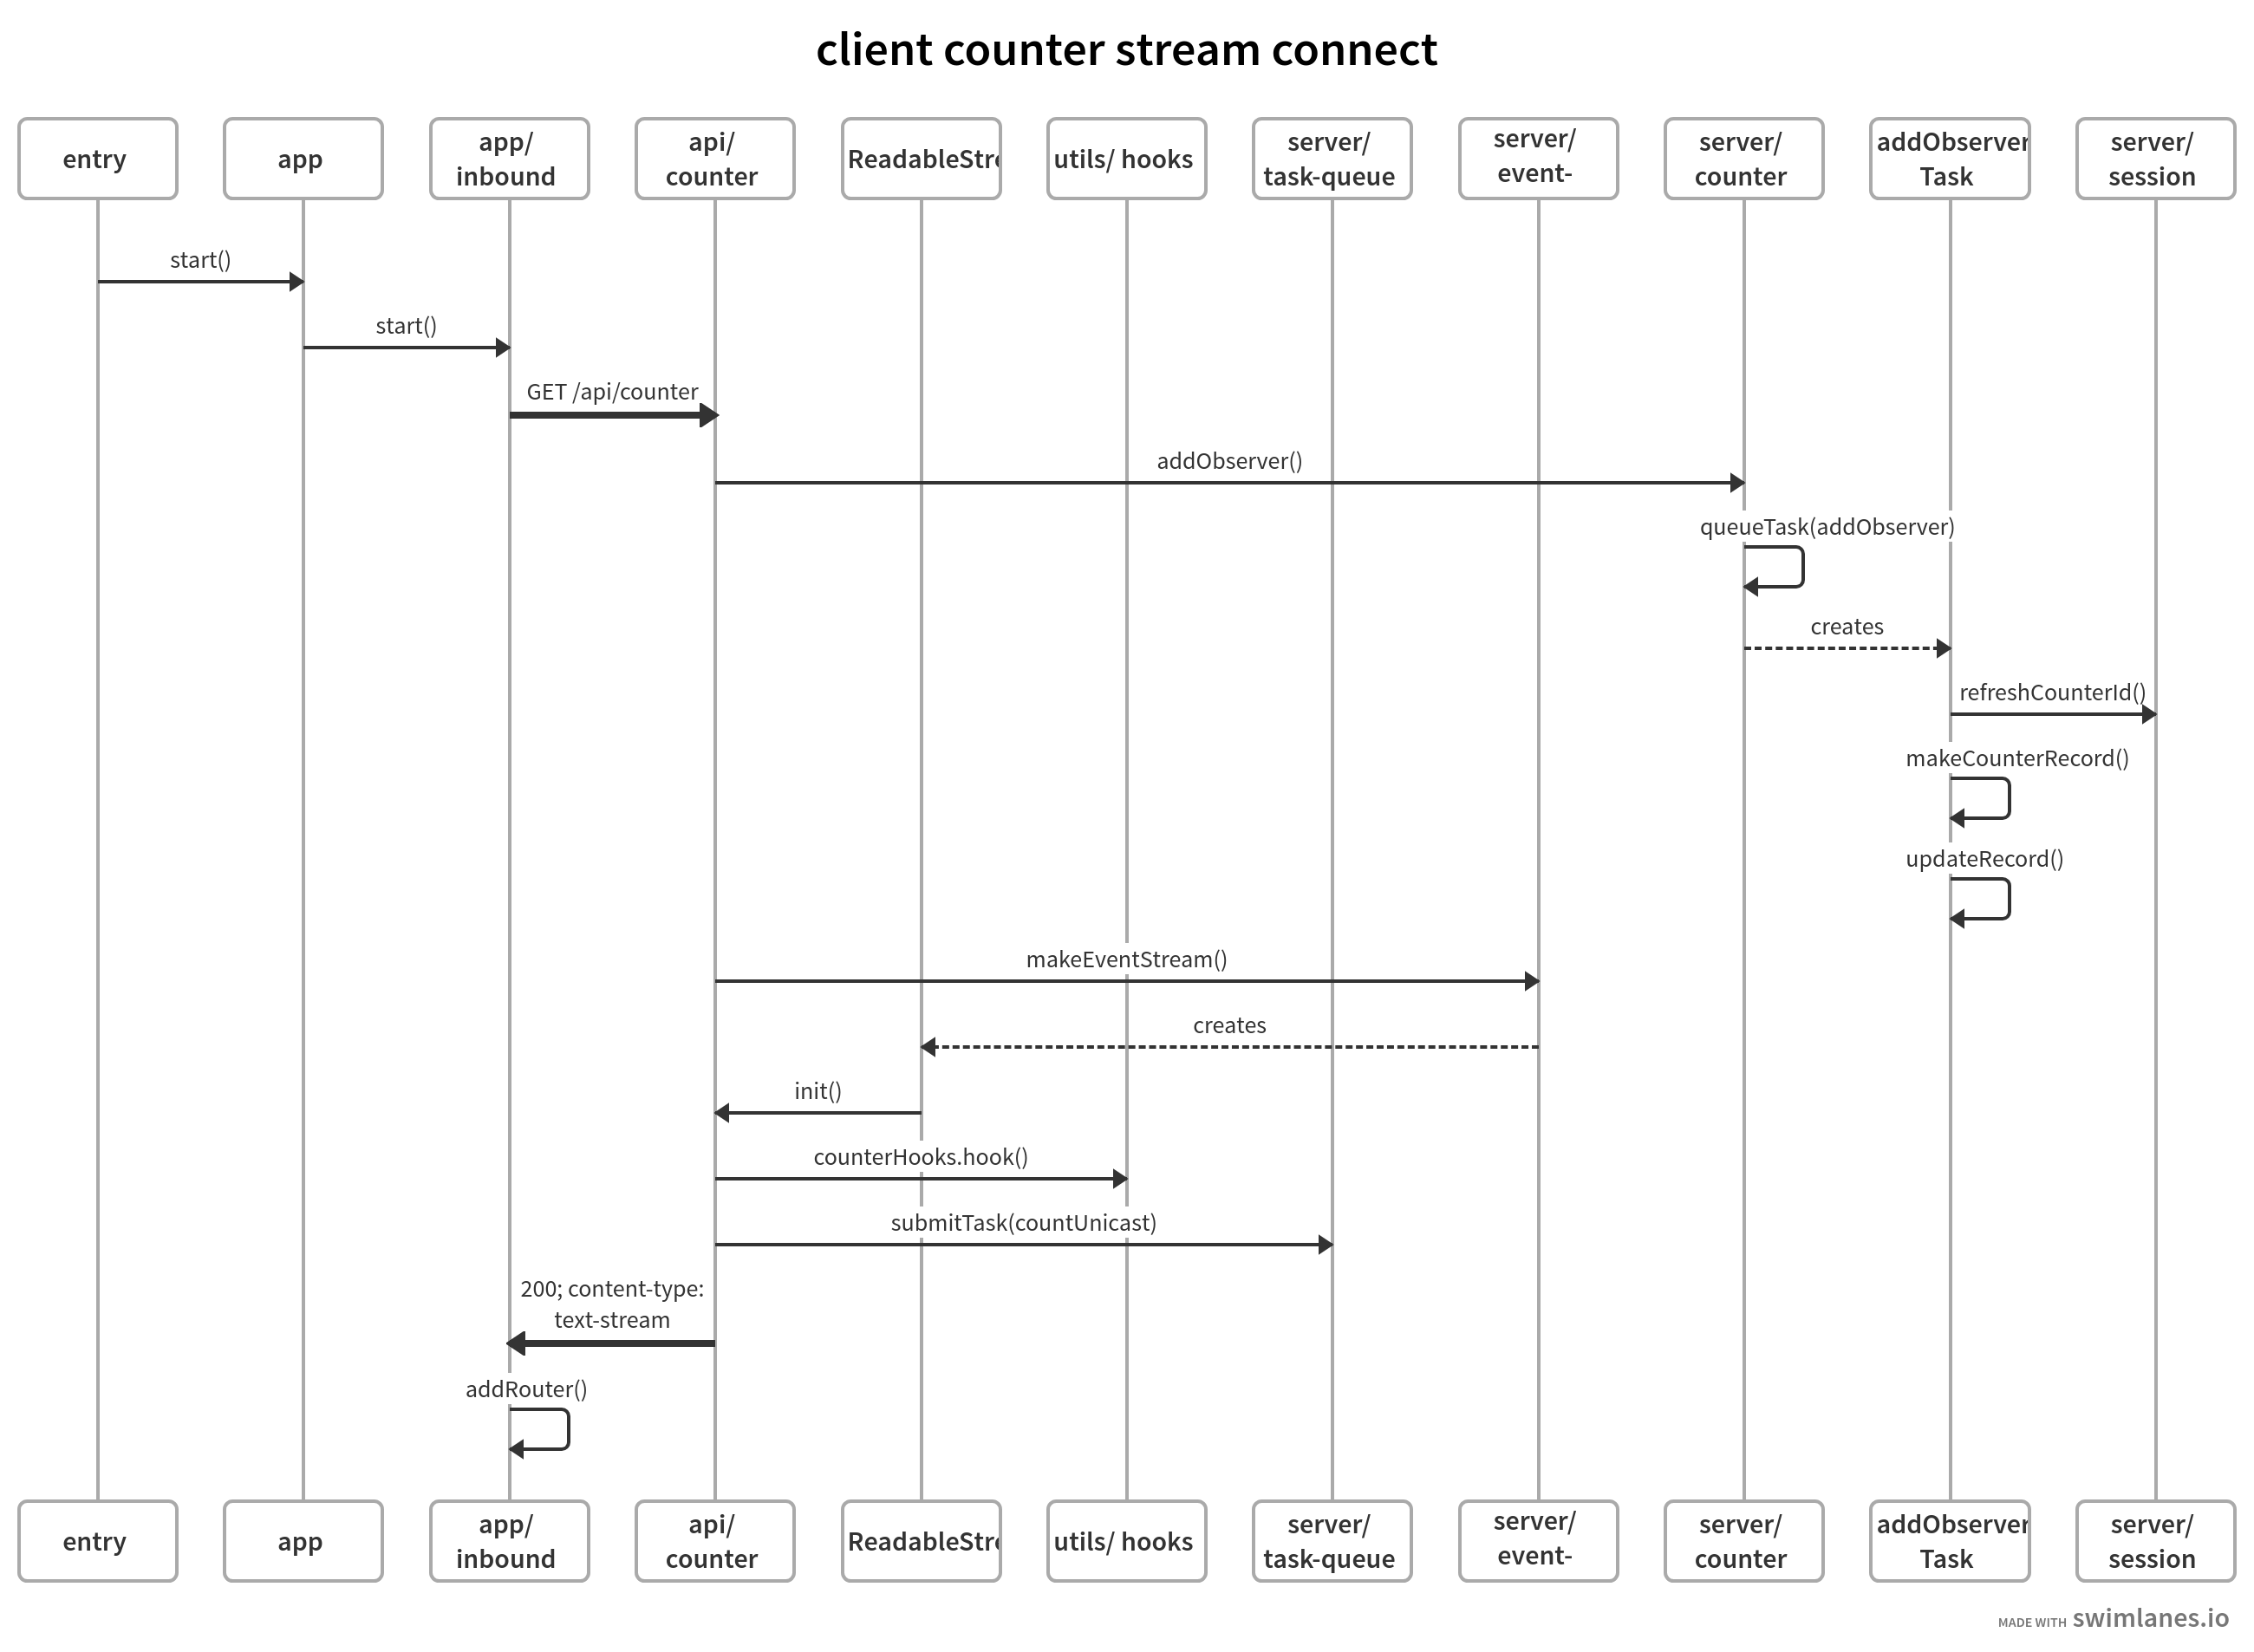 client counter stream connect
entry
app
app/
inbound
api/
counter
ReadableStre
utils/ hooks
server/
task-queue
server/
event-
server/
counter
addObserver
Task
server/
session
start()
start()
GET /api/counter
addObserver()
queueTask(addObserver)
creates
refreshCounterId()
makeCounterRecord()
updateRecord()
makeEventStream()
creates
init()
counterHooks.hook()
submitTask(countUnicast)
200; content-type:
text-stream
addRouter()
entry
app
app/
inbound
api/
counter
ReadableStre
utils/ hooks
server/
task-queue
server/
event-
server/
counter
addObserver
Task
server/
session
MADE WITH swimlanes.io